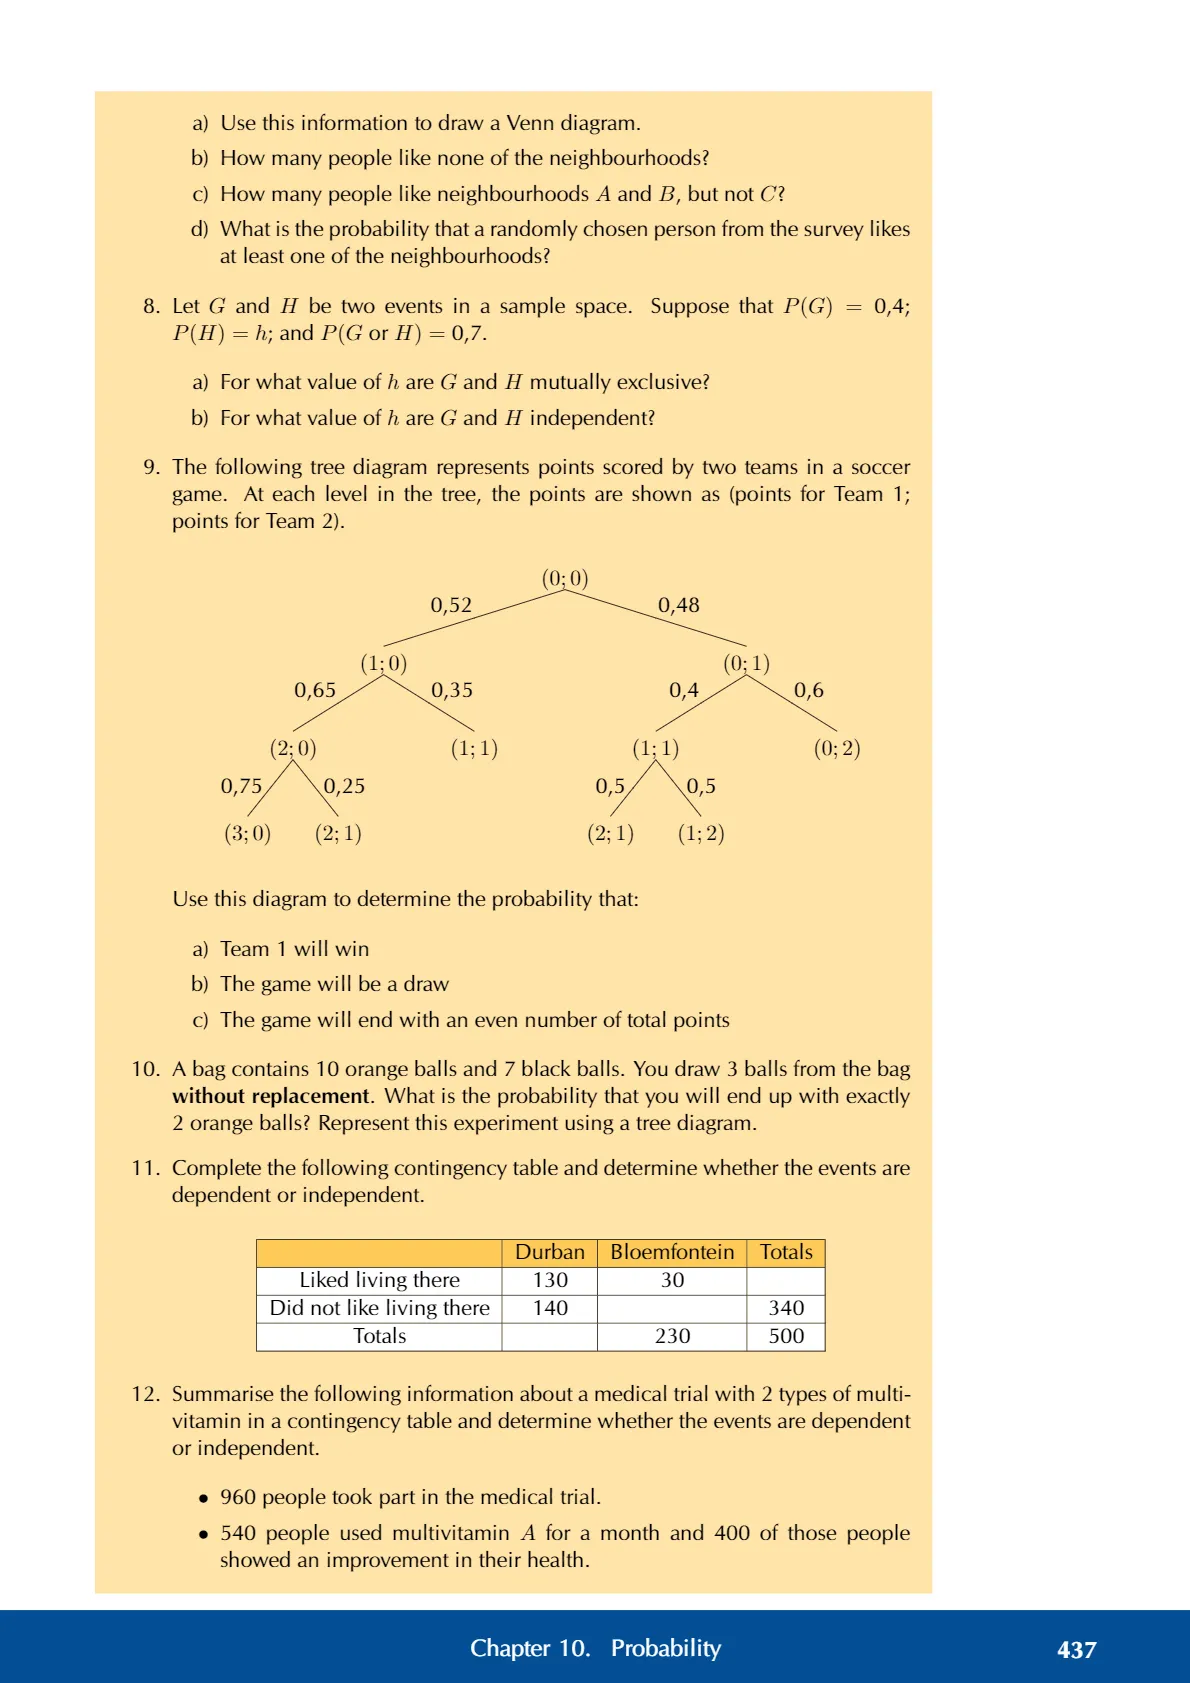 a) Use this information to draw a Venn diagram.
b) How many people like none of the neighbourhoods?
c) How many people like neighbourhoods A and B, but not C?
d) What is the probability that a randomly chosen person from the survey likes
at least one of the neighbourhoods?
8. Let G and H be two events in a sample space. Suppose that P(G) = 0,4;
P(H) = h; and P(G or H) = 0,7.
a) For what value of h are G and H mutually exclusive?
b) For what value of h are G and H independent?
9. The following tree diagram represents points scored by two teams in a soccer
game. At each level in the tree, the points are shown as (points for Team 1;
points for Team 2).
(0; 0)
0,52 0,48
(1; 0) (0; 1)
0,65 0,35 0,4 0,6
(2; 0) (1; 1) (1; 1) (0; 2)
0,75 0,25 0,5 0,5
(3; 0) (2; 1) (2; 1) (1; 2)
Use this diagram to determine the probability that:
a) Team 1 will win
b) The game will be a draw
c) The game will end with an even number of total points
10. A bag contains 10 orange balls and 7 black balls. You draw 3 balls from the bag
without replacement. What is the probability that you will end up with exactly
2 orange balls? Represent this experiment using a tree diagram.
11. Complete the following contingency table and determine whether the events are
dependent or independent.
Durban Bloemfontein Totals
Liked living there 130 30
Did not like living there 140 340
Totals 230 500
12. Summarise the following information about a medical trial with 2 types of multi-
vitamin in a contingency table and determine whether the events are dependent
or independent.
• 960 people took part in the medical trial.
• 540 people used multivitamin A for a month and 400 of those people
showed an improvement in their health.
Chapter 10. Probability 437